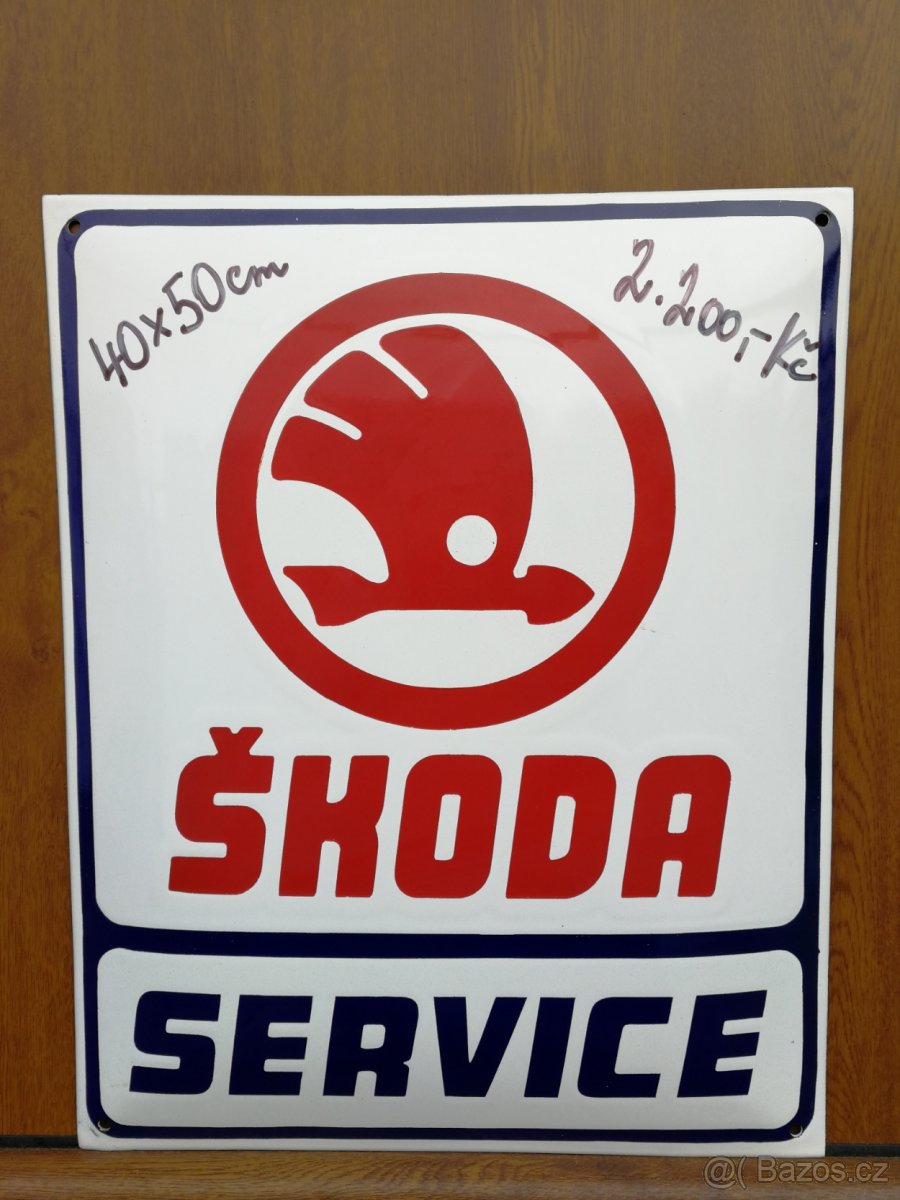 40x50cm
2.200,-Kč
ŠKODA
SERVICE
@( Bazos.cz